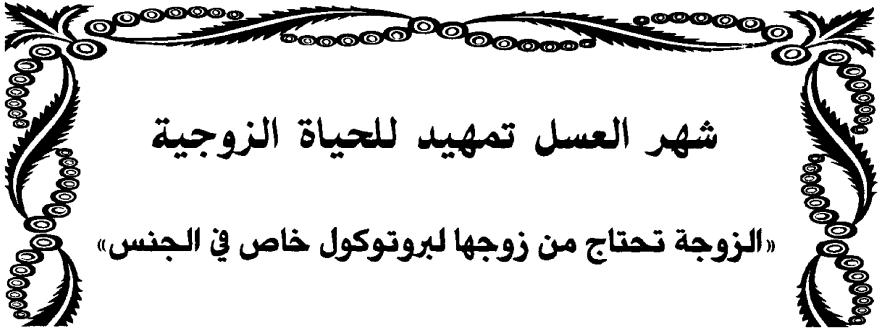 شهر العسل تمهيد للحياة الزوجية
«الزوجة تحتاج من زوجها لبروتوكول خاص في الجنس»